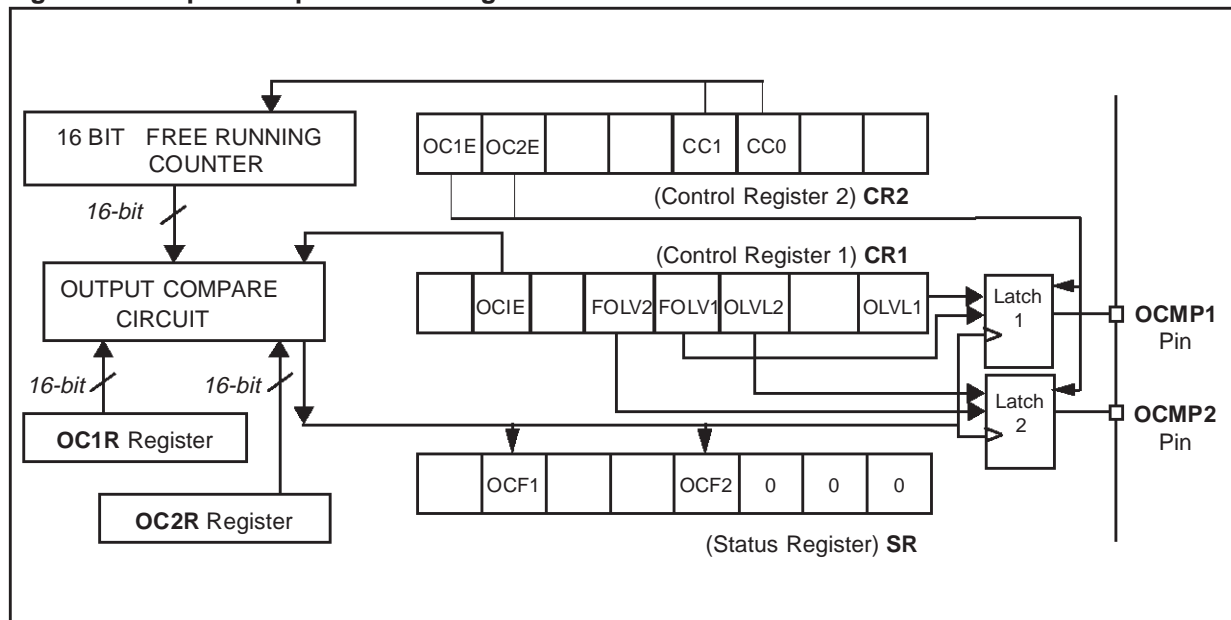 16 BIT FREE RUNNING
COUNTER
OC1E OC2E CC1 CC0
(Control Register 2) CR2
16-bit
(Control Register 1) CR1
OUTPUT COMPARE
CIRCUIT
OCIE FOLV2 FOLV1 OLVL2 OLVL1
Latch
1
OCMP1
Pin
16-bit
16-bit
Latch
2
OCMP2
Pin
OC1R Register
OCF1 OCF2 0 0 0
OC2R Register
(Status Register) SR